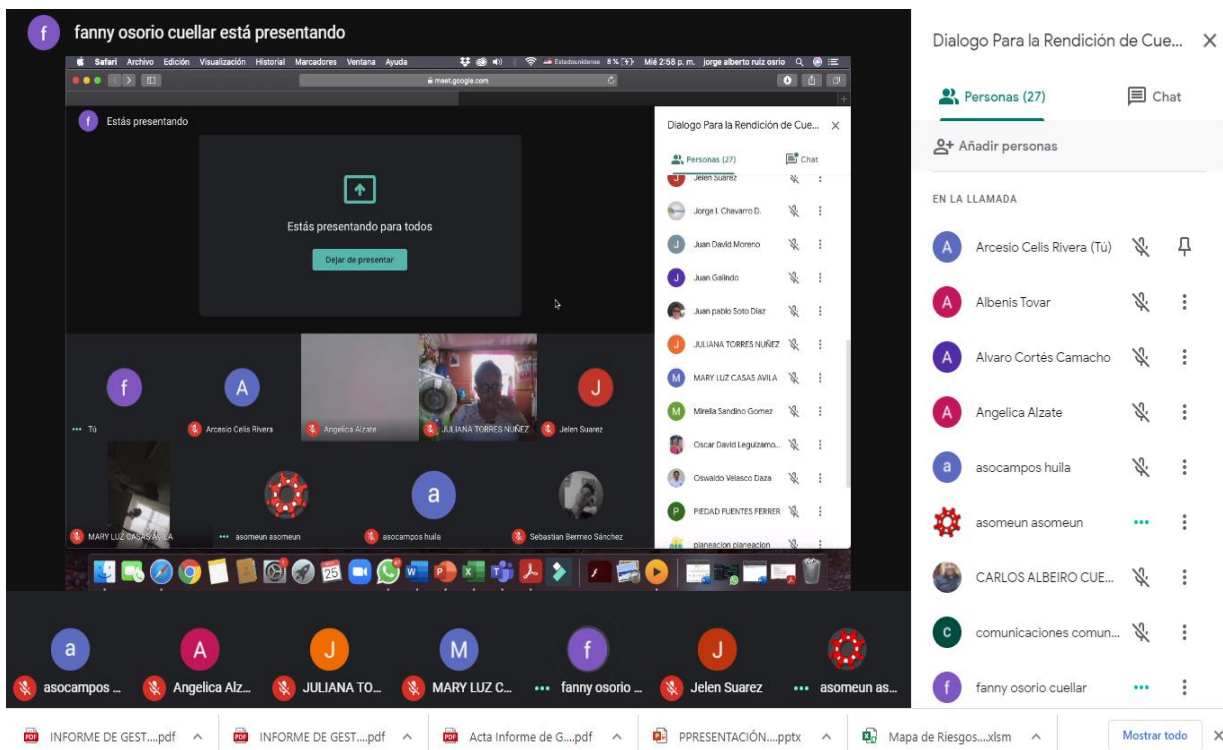 f
fanny osorio cuellar está presentando
Safari Archivo Edición Visualización Historial Marcadores Ventana Ayuda Estadounidense 8% Mié 2:58 p. m. jorge alberto ruiz osrio
meet.google.com
f Estás presentando
Estás presentando para todos
Dejar de presentar
Dialogo Para la Rendición de Cue...
Personas (27) Chat
Jelen Suarez
Jorge I. Chavarro D.
J Juan David Moreno
J Juan Galindo
Juan pablo Soto Diaz
J JULIANA TORRES NUÑEZ
M MARY LUZ CASAS AVILA
M Mirella Sandino Gomez
Oscar David Leguizamo...
Oswaldo Velasco Daza
P PIEDAD FUENTES FERRER
planeacion planeacion
f
Tú
A
Arcesio Celis Rivera
Angelica Alzate
JULIANA TORRES NUÑEZ
J
Jelen Suarez
MARY LUZ CASAS AVILA
asomeun asomeun
a
asocampos huila
Sebastian Bermeo Sánchez
25
a
asocampos ...
A
Angelica Alz...
J
JULIANA TO...
M
MARY LUZ C...
f
fanny osorio ...
J
Jelen Suarez
asomeun as...
Dialogo Para la Rendición de Cue...
Personas (27) Chat
Añadir personas
EN LA LLAMADA
A Arcesio Celis Rivera (Tú)
A Albenis Tovar
A Alvaro Cortés Camacho
A Angelica Alzate
a asocampos huila
asomeun asomeun
CARLOS ALBEIRO CUE...
c comunicaciones comun...
f fanny osorio cuellar
INFORME DE GEST....pdf
INFORME DE GEST....pdf
Acta Informe de G....pdf
PPRESENTACIÓN....pptx
Mapa de Riesgos....xlsm
Mostrar todo